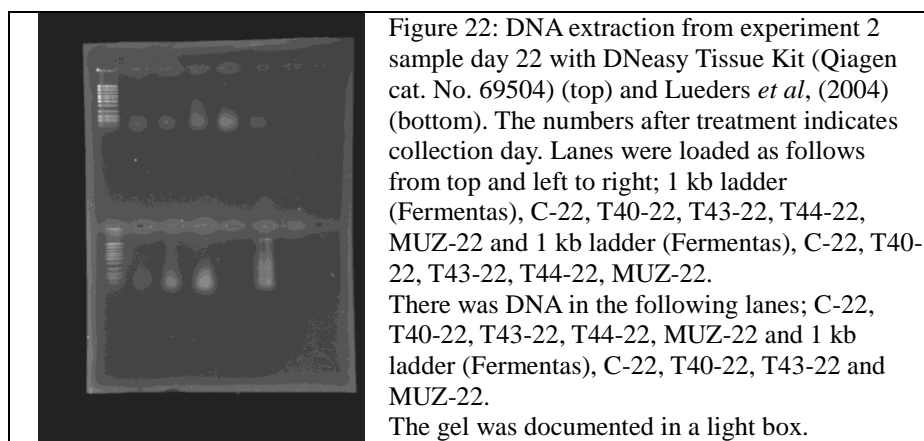 Figure 22: DNA extraction from experiment 2
sample day 22 with DNeasy Tissue Kit (Qiagen
cat. No. 69504) (top) and Lueders et al, (2004)
(bottom). The numbers after treatment indicates
collection day. Lanes were loaded as follows
from top and left to right; 1 kb ladder
(Fermentas), C-22, T40-22, T43-22, T44-22,
MUZ-22 and 1 kb ladder (Fermentas), C-22, T40-
22, T43-22, T44-22, MUZ-22.
There was DNA in the following lanes; C-22,
T40-22, T43-22, T44-22, MUZ-22 and 1 kb
ladder (Fermentas), C-22, T40-22, T43-22 and
MUZ-22.
The gel was documented in a light box.